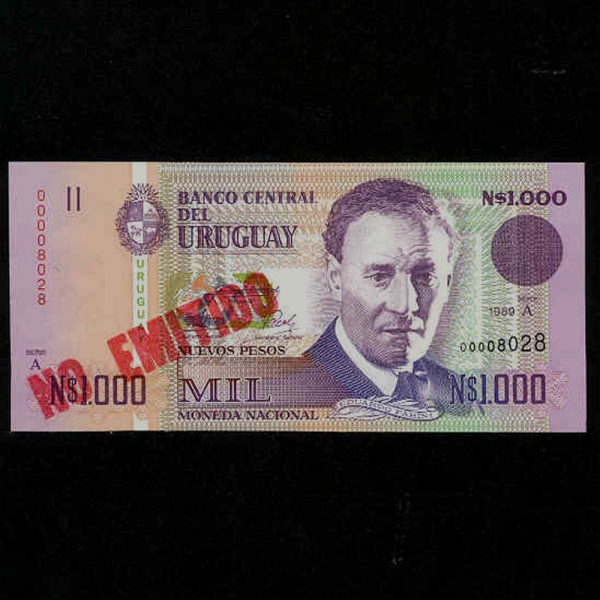 00008028
II
BANCO CENTRAL
DEL
URUGUAY
N$1.000
URUGU
NO EMITIDO
1989
SERIE
A
00008028
SERIE
A
NUEVOS PESOS
N$1.000
MIL
N$1.000
MONEDA NACIONAL